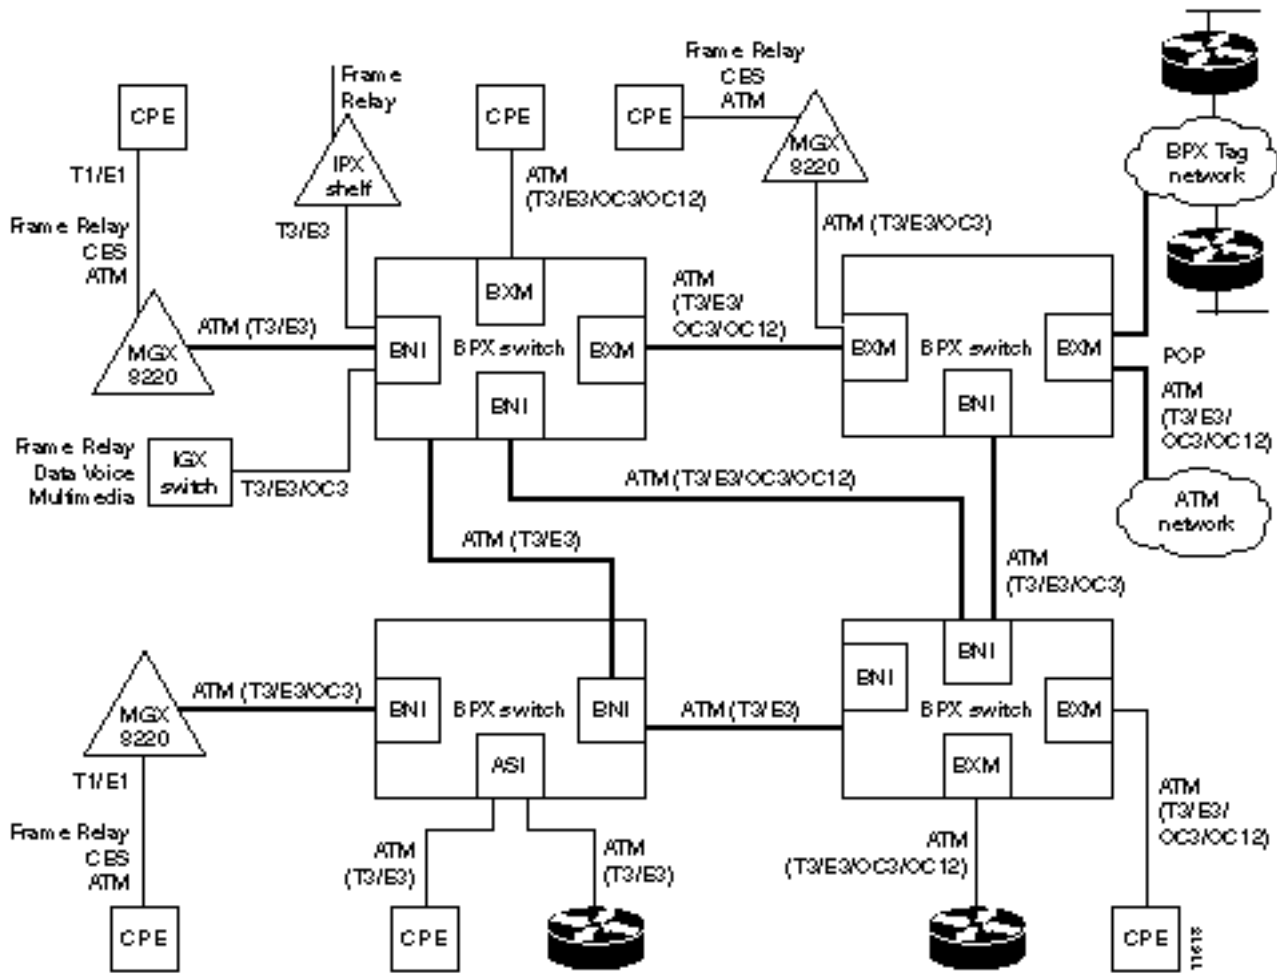 Frame Relay
CES
ATM
Frame
Relay
CPE
CPE
CPE
MGX
8220
IPX
shelf
BPX Tag
network
T1/E1
ATM
(T3/E3/OC3/OC12)
Frame Relay
CES
ATM
T3/E3
ATM (T3/E3/OC3)
BXM
ATM
(T3/E3/
OC3/OC12)
ATM (T3/E3)
MGX
8220
BNI
BPX switch
BXM
BXM
BPX switch
BXM
POP
BNI
BNI
ATM
(T3/E3/
OC3/OC12)
Frame Relay
Data Voice
Multimedia
IGX
switch
T3/E3/OC3
ATM (T3/E3/OC3/OC12)
ATM
network
ATM (T3/E3)
ATM
(T3/E3/OC3)
BNI
BNI
ATM (T3/E3/OC3)
MGX
8220
BNI
BPX switch
BNI
ATM (T3/E3)
BPX switch
BXM
ASI
BXM
T1/E1
Frame Relay
CES
ATM
ATM
(T3/E3)
ATM
(T3/E3)
ATM
(T3/E3/OC3/OC12)
ATM
(T3/E3/
OC3/OC12)
CPE
CPE
CPE